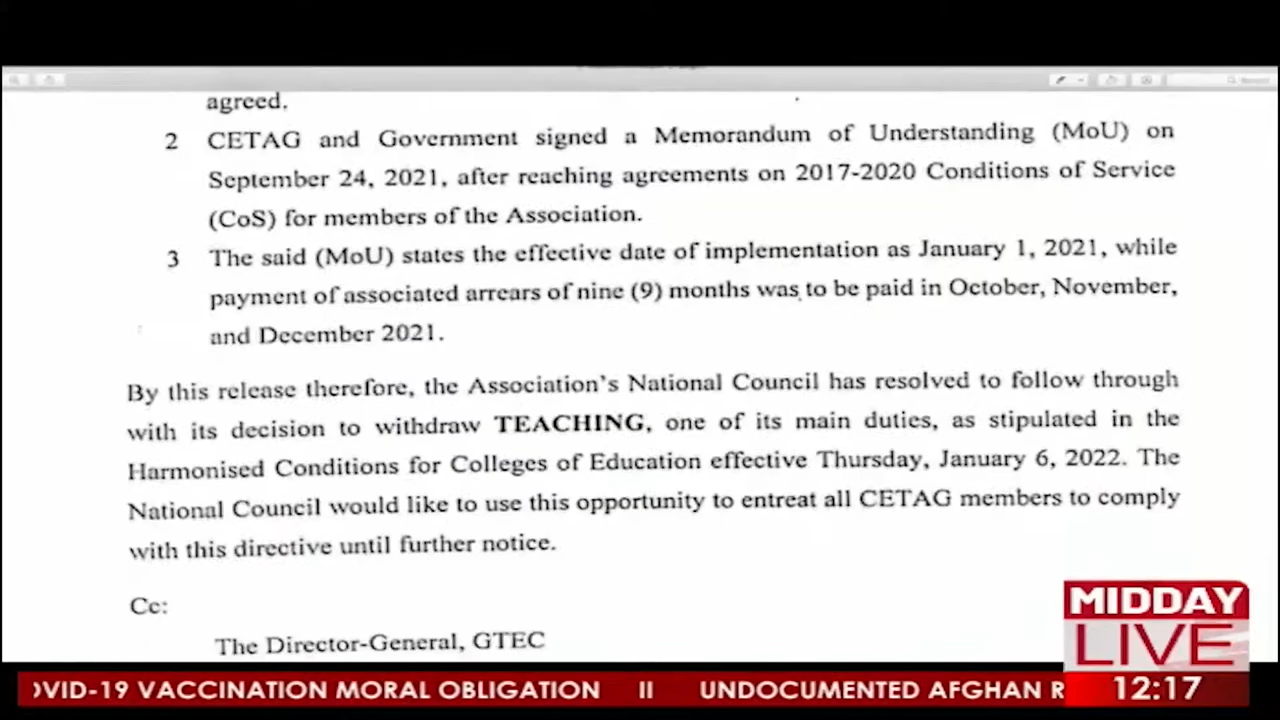 agreed.
2 CETAG and Government signed a Memorandum of Understanding (MoU) on
September 24, 2021, after reaching agreements on 2017-2020 Conditions of Service
(CoS) for members of the Association.
3 The said (MoU) states the effective date of implementation as January 1, 2021, while
payment of associated arrears of nine (9) months was to be paid in October, November,
and December 2021.
By this release therefore, the Association's National Council has resolved to follow through
with its decision to withdraw TEACHING, one of its main duties, as stipulated in the
Harmonised Conditions for Colleges of Education effective Thursday, January 6, 2022. The
National Council would like to use this opportunity to entreat all CETAG members to comply
with this directive until further notice.
Cc:
The Director-General, GTEC
MIDDAY
LIVE
OVID-19 VACCINATION MORAL OBLIGATION II UNDOCUMENTED AFGHAN R
12:17